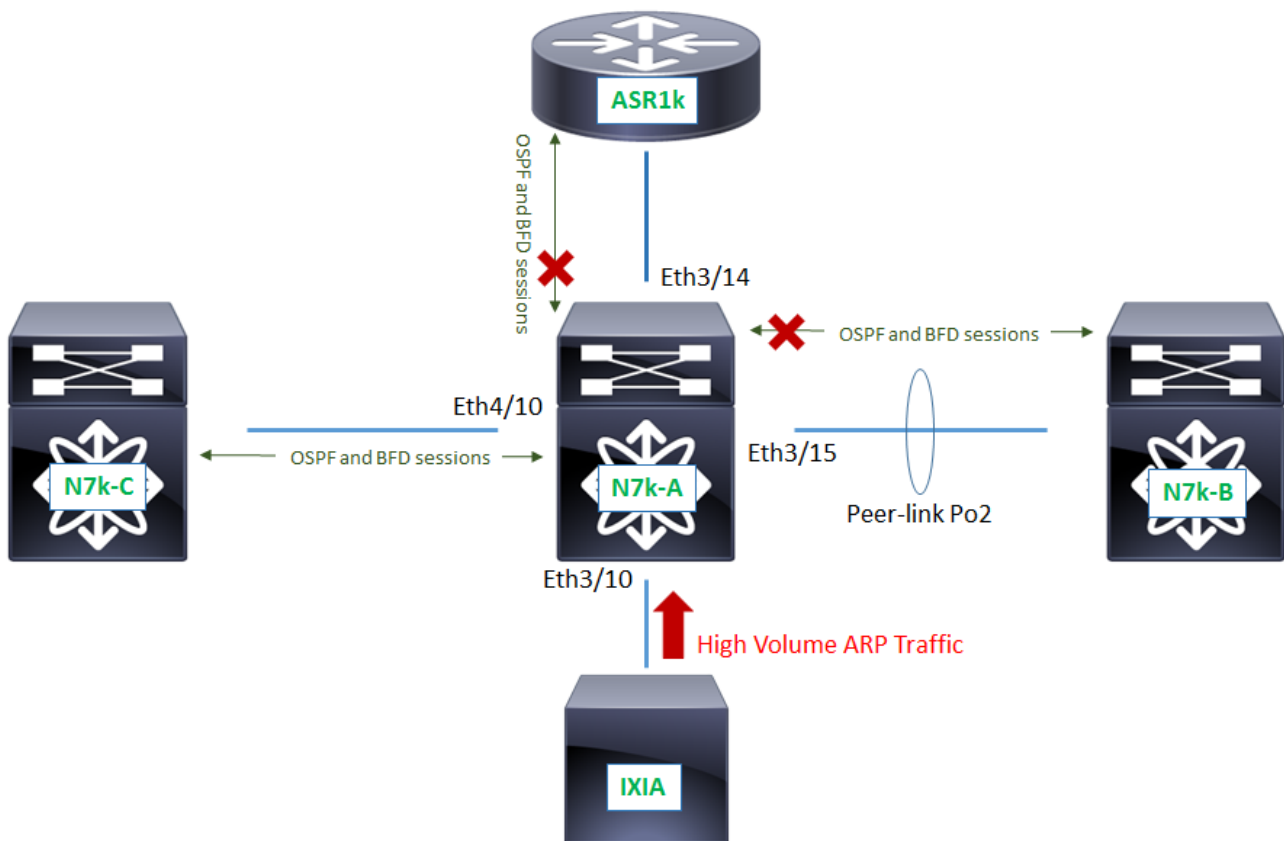 ASR1k
OSPF and BFD sessions
Eth3/14
OSPF and BFD sessions
Eth4/10
OSPF and BFD sessions
Eth3/15
N7k-C
N7k-A
N7k-B
Peer-link Po2
Eth3/10
High Volume ARP Traffic
IXIA